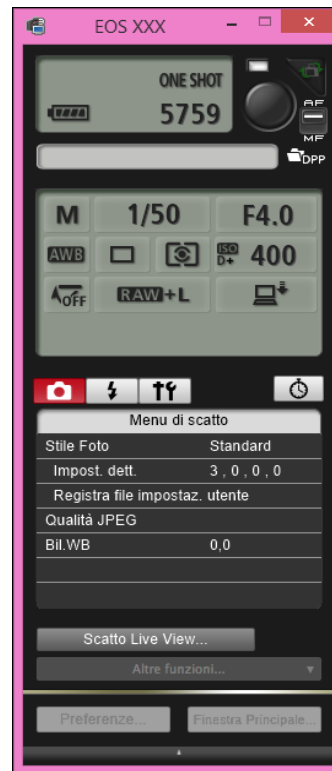 EOS XXX
ONE SHOT
5759
AF
MF
DPP
M 1/50 F4.0
AWB ISO D+ 400
OFF RAW+L
Menu di scatto
Stile Foto Standard
Impost. dett. 3 , 0 , 0 , 0
Registra file impostaz. utente
Qualità JPEG
Bil.WB 0,0
Scatto Live View...
Altre funzioni...
Preferenze... Finestra Principale...